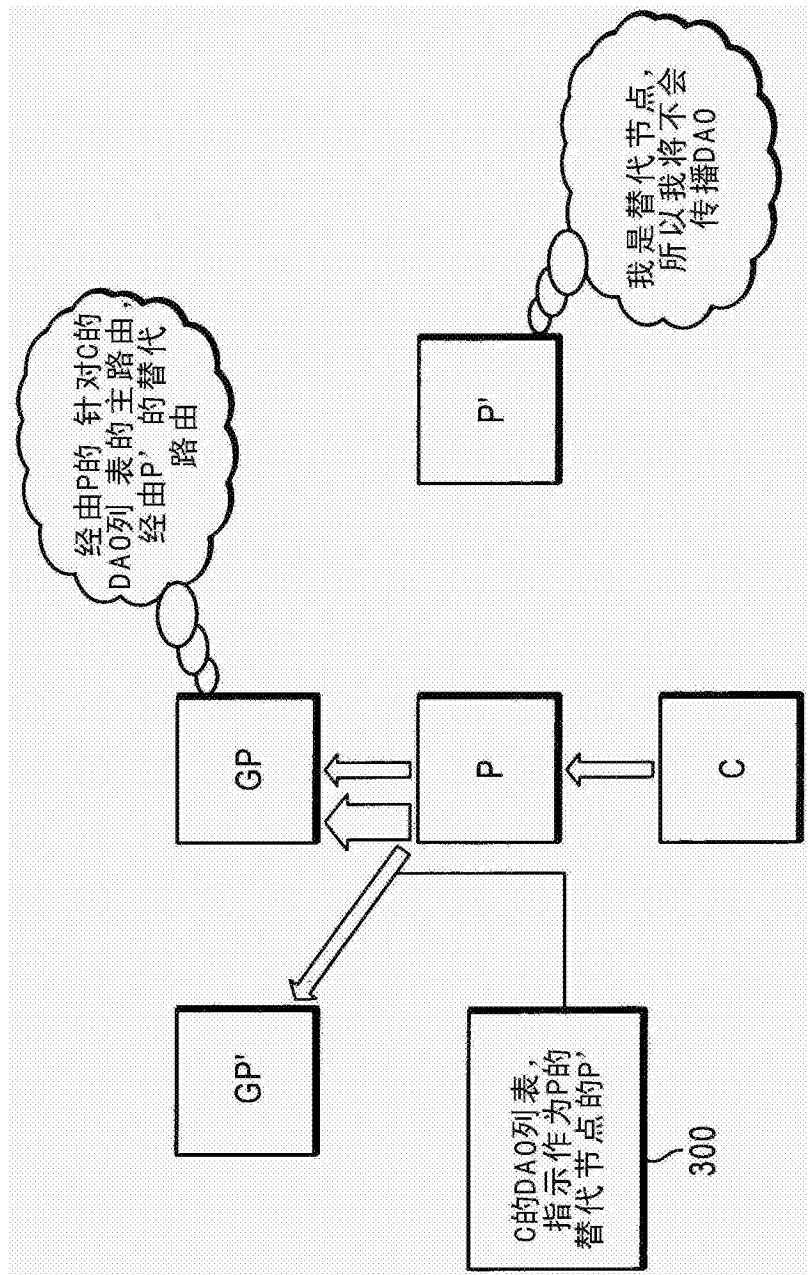 经由P的 针对C的
DAO列 表的主路由,
经由P' 的替代
路由
GP'
GP
P
P'
C的DAO列表,
指示作为P的
替代节点的P'
300
我是替代节点,
所以我将不会
传播DAO
C